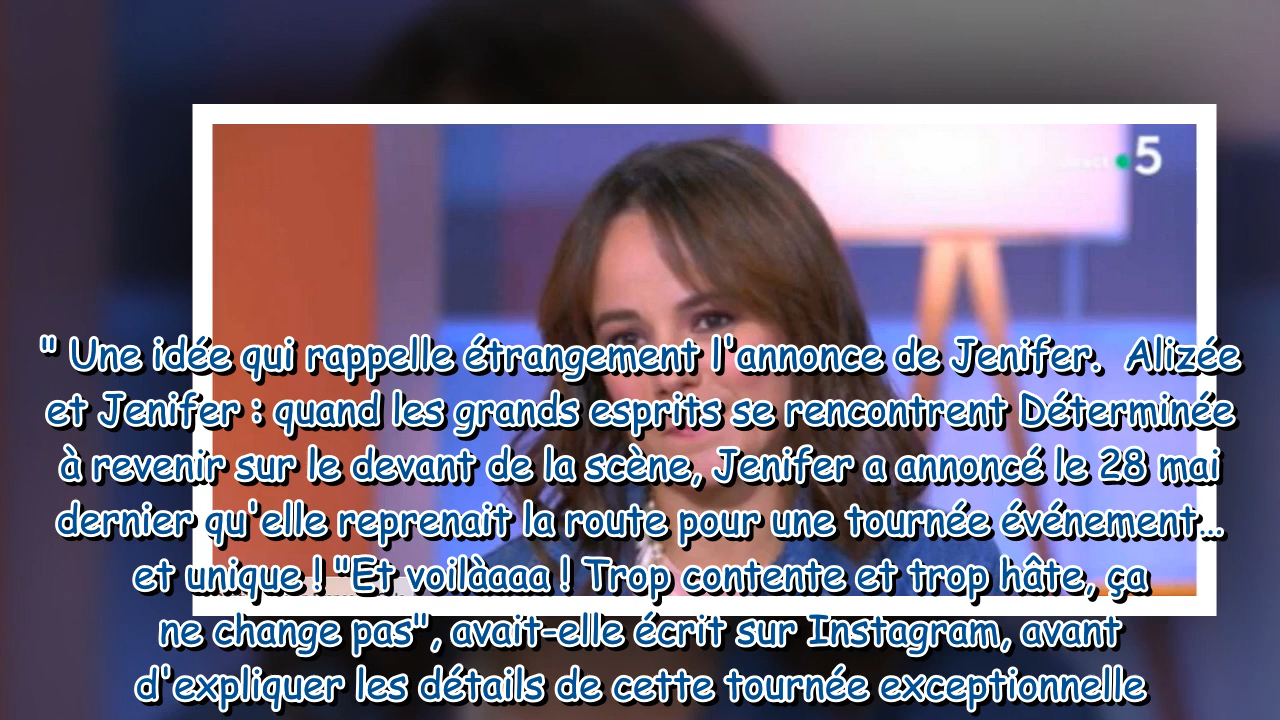 direct 5
" Une idée qui rappelle étrangement l'annonce de Jenifer.  Alizée
et Jenifer : quand les grands esprits se rencontrent Déterminée
à revenir sur le devant de la scène, Jenifer a annoncé le 28 mai
dernier qu'elle reprenait la route pour une tournée événement...
et unique ! "Et voilàaaa ! Trop contente et trop hâte, ça
ne change pas", avait-elle écrit sur Instagram, avant
d'expliquer les détails de cette tournée exceptionnelle